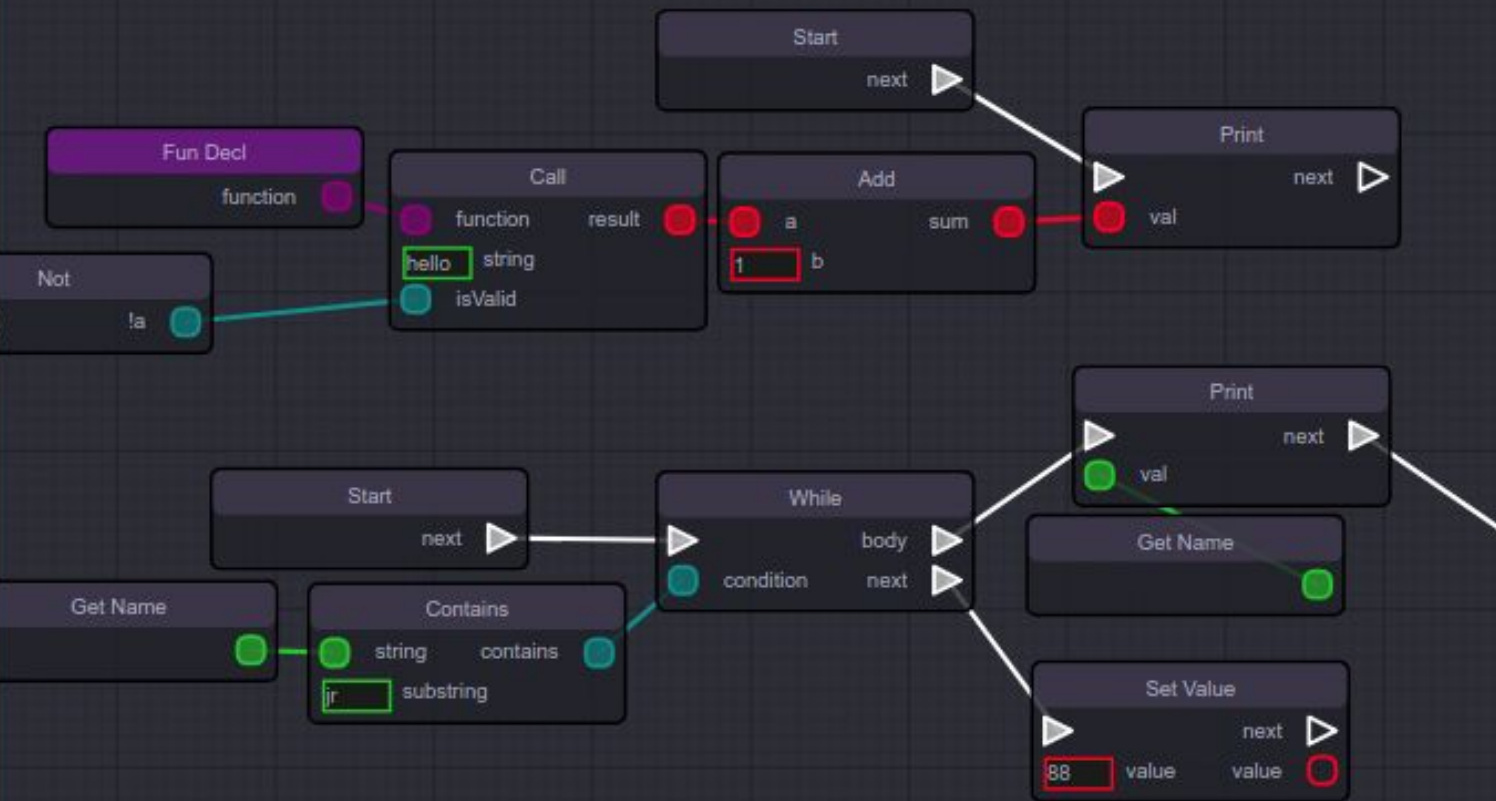 Start
next
Fun Decl
function
Call
function result
hello string
isValid
Add
a sum
1 b
Print
next
val
Not
!a
Print
next
val
Start
next
While
body
condition next
Get Name
Get Name
Contains
string contains
jr substring
Set Value
next
88 value value